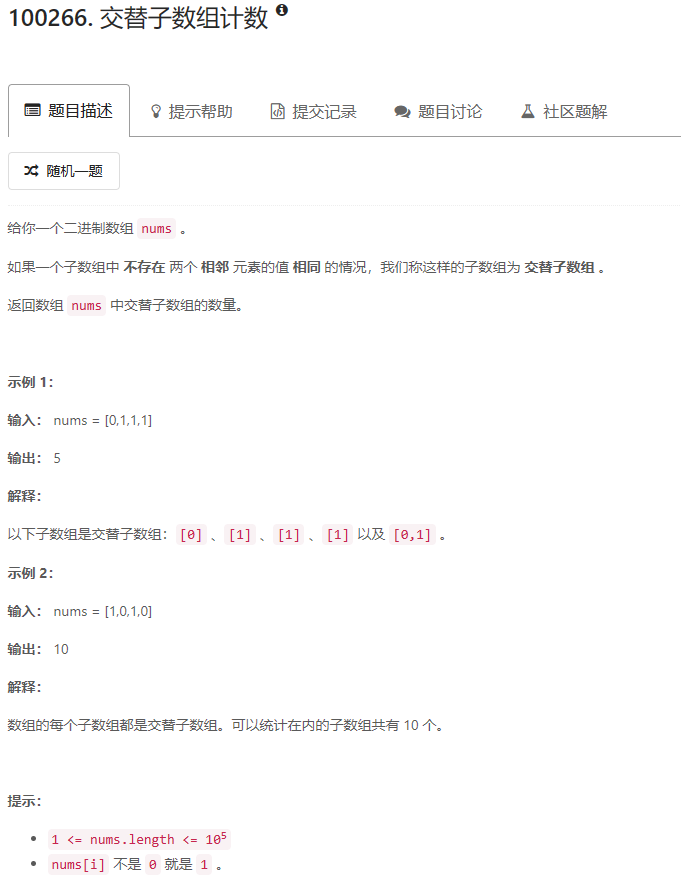 100266. 交替子数组计数
题目描述 提示帮助 提交记录 题目讨论 社区题解
随机一题
给你一个二进制数组 nums 。
如果一个子数组中 不存在 两个 相邻 元素的值 相同 的情况，我们称这样的子数组为 交替子数组 。
返回数组 nums 中交替子数组的数量。
示例 1：
输入： nums = [0,1,1,1]
输出： 5
解释：
以下子数组是交替子数组：[0] 、[1] 、[1] 、[1] 以及 [0,1] 。
示例 2：
输入： nums = [1,0,1,0]
输出： 10
解释：
数组的每个子数组都是交替子数组。可以统计在内的子数组共有 10 个。
提示：
1 <= nums.length <= 10⁵
nums[i] 不是 0 就是 1 。